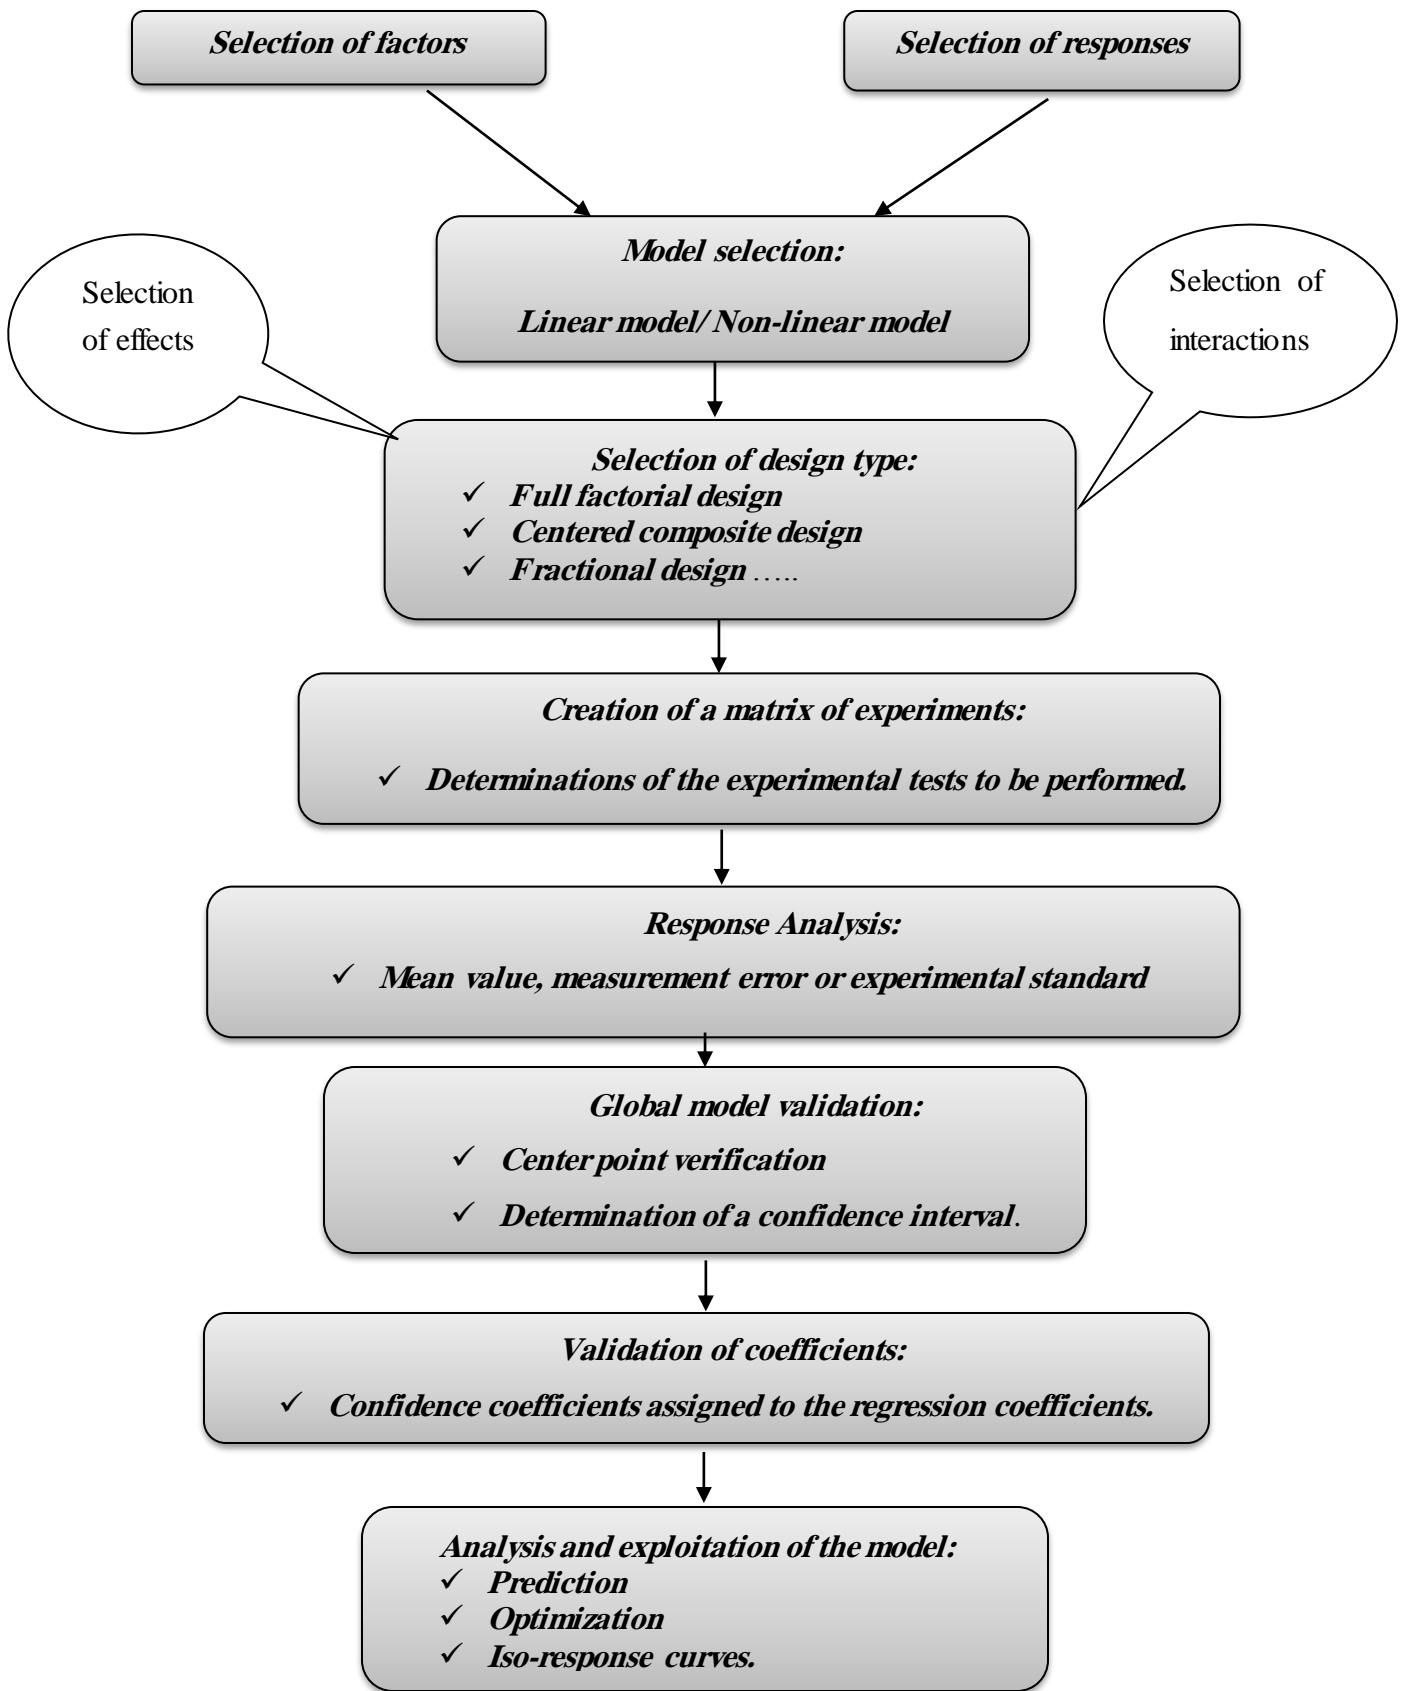 Selection of factors
Selection of responses
Model selection:
Linear model/ Non-linear model
Selection
of effects
Selection of
interactions
Selection of design type:
✓ Full factorial design
✓ Centered composite design
✓ Fractional design .....
Creation of a matrix of experiments:
✓ Determinations of the experimental tests to be performed.
Response Analysis:
✓ Mean value, measurement error or experimental standard
Global model validation:
✓ Center point verification
✓ Determination of a confidence interval.
Validation of coefficients:
✓ Confidence coefficients assigned to the regression coefficients.
Analysis and exploitation of the model:
✓ Prediction
✓ Optimization
✓ Iso-response curves.